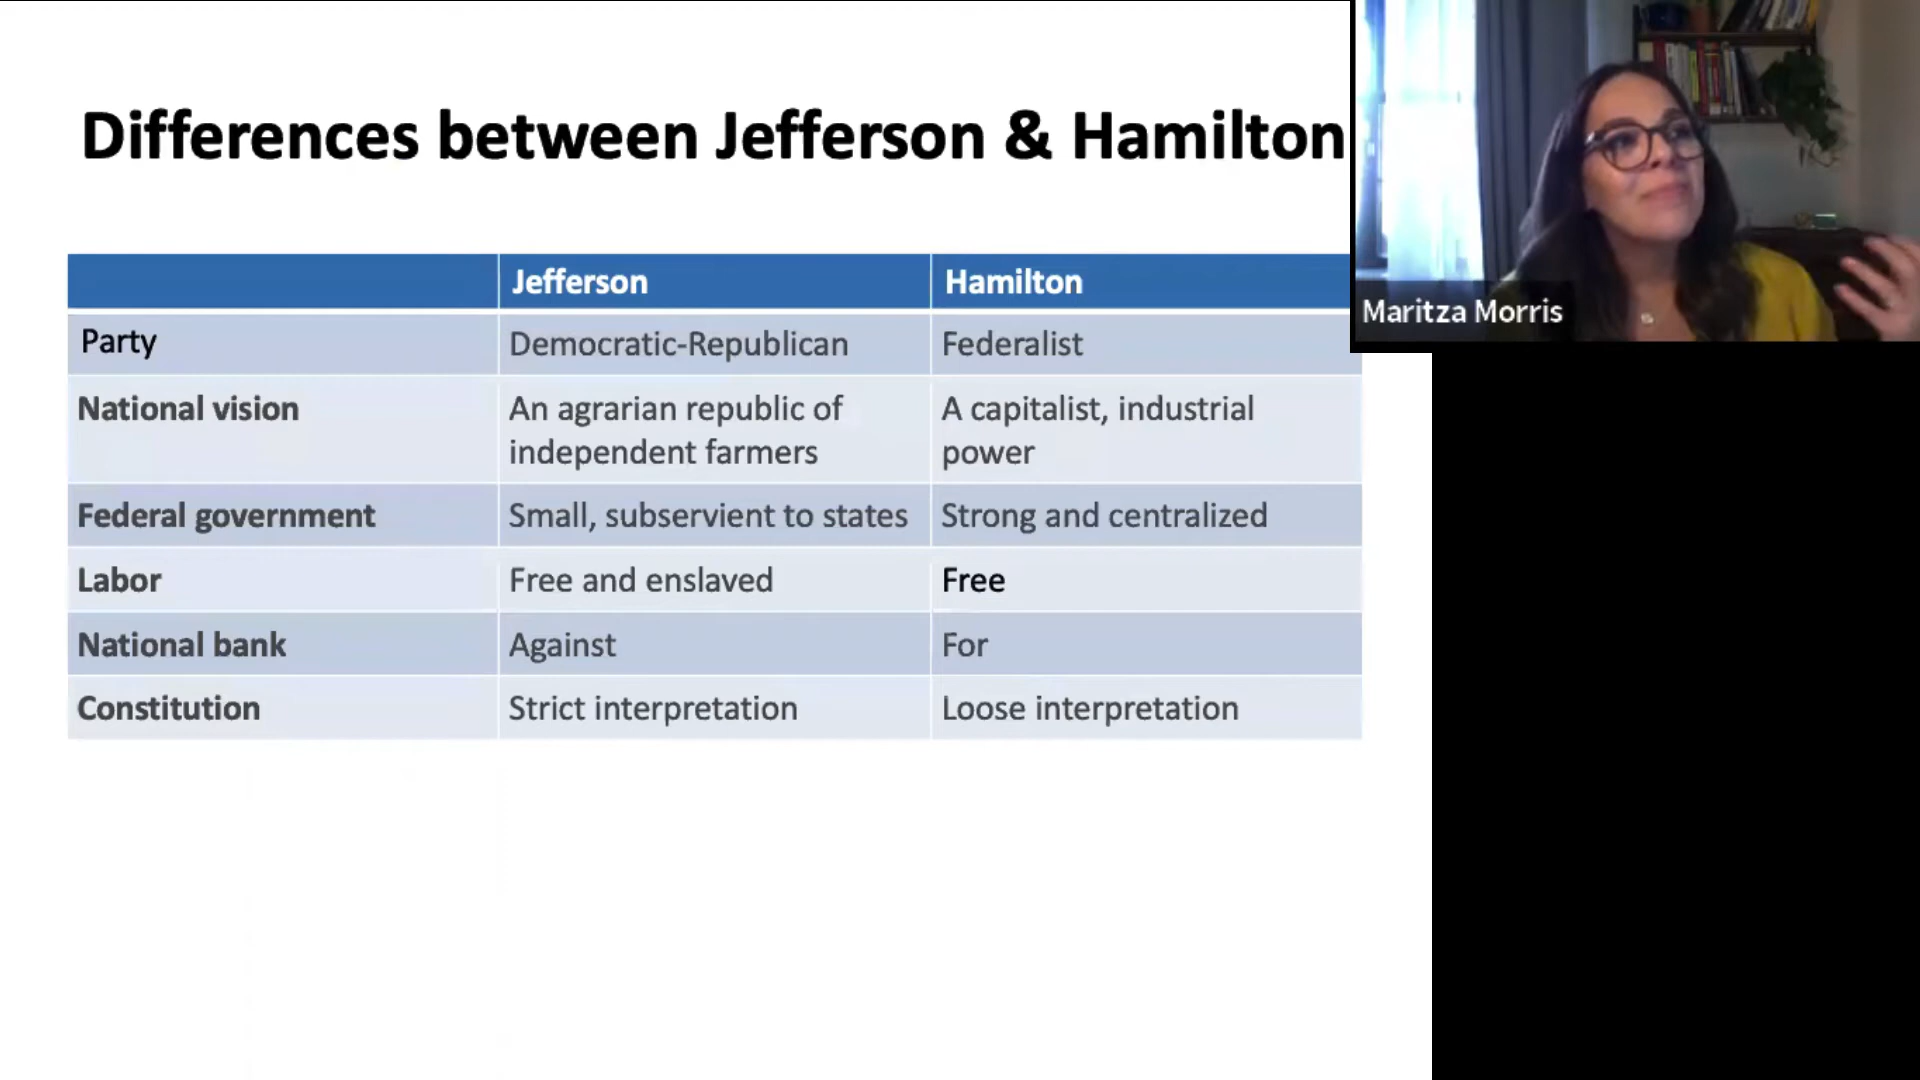 Differences between Jefferson & Hamilton
Maritza Morris
Jefferson Hamilton
Party Democratic-Republican Federalist
National vision An agrarian republic of A capitalist, industrial
independent farmers power
Federal government Small, subservient to states Strong and centralized
Labor Free and enslaved Free
National bank Against For
Constitution Strict interpretation Loose interpretation